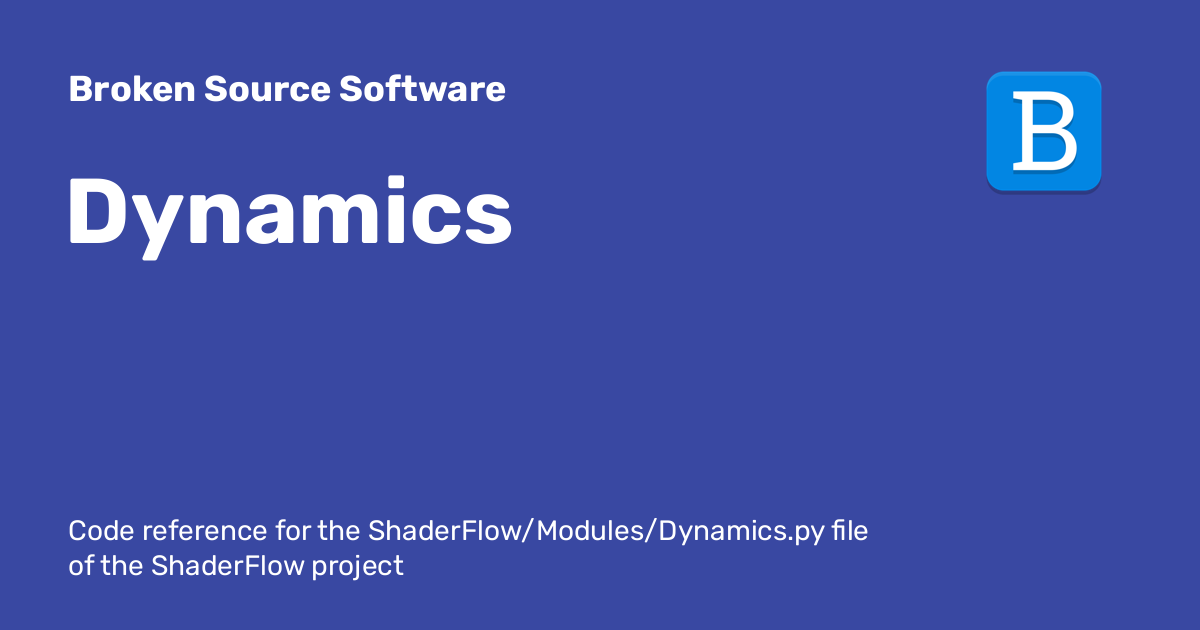 Broken Source Software
B
Dynamics
Code reference for the ShaderFlow/Modules/Dynamics.py file
of the ShaderFlow project